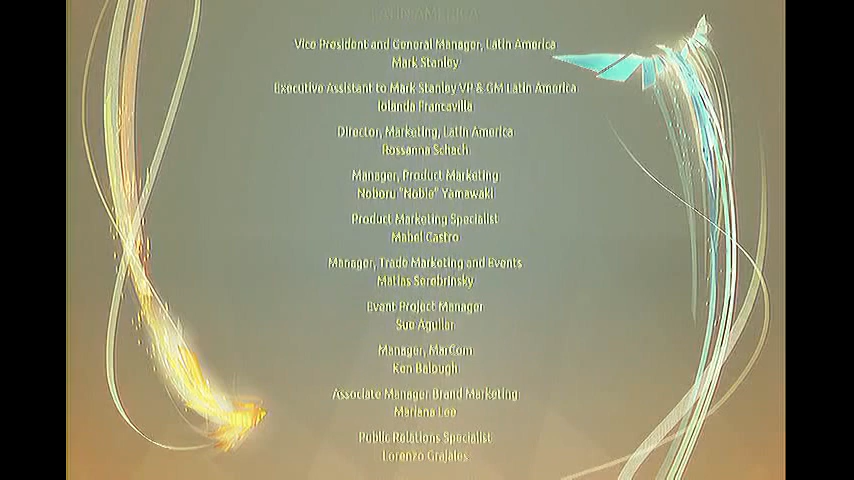 LATIN AMERICA
Vice President and General Manager, Latin America
Mark Stanley
Executive Assistant to Mark Stanley VP & GM Latin America
Iolanda Francavilla
Director, Marketing, Latin America
Rossanna Schach
Manager, Product Marketing
Noboru "Noble" Yamawaki
Product Marketing Specialist
Mabel Castro
Manager, Trade Marketing and Events
Matias Serebrinsky
Event Project Manager
Sue Aguilar
Manager, MarCom
Ken Balough
Associate Manager Brand Marketing
Mariana Lee
Public Relations Specialist
Lorenzo Grajales